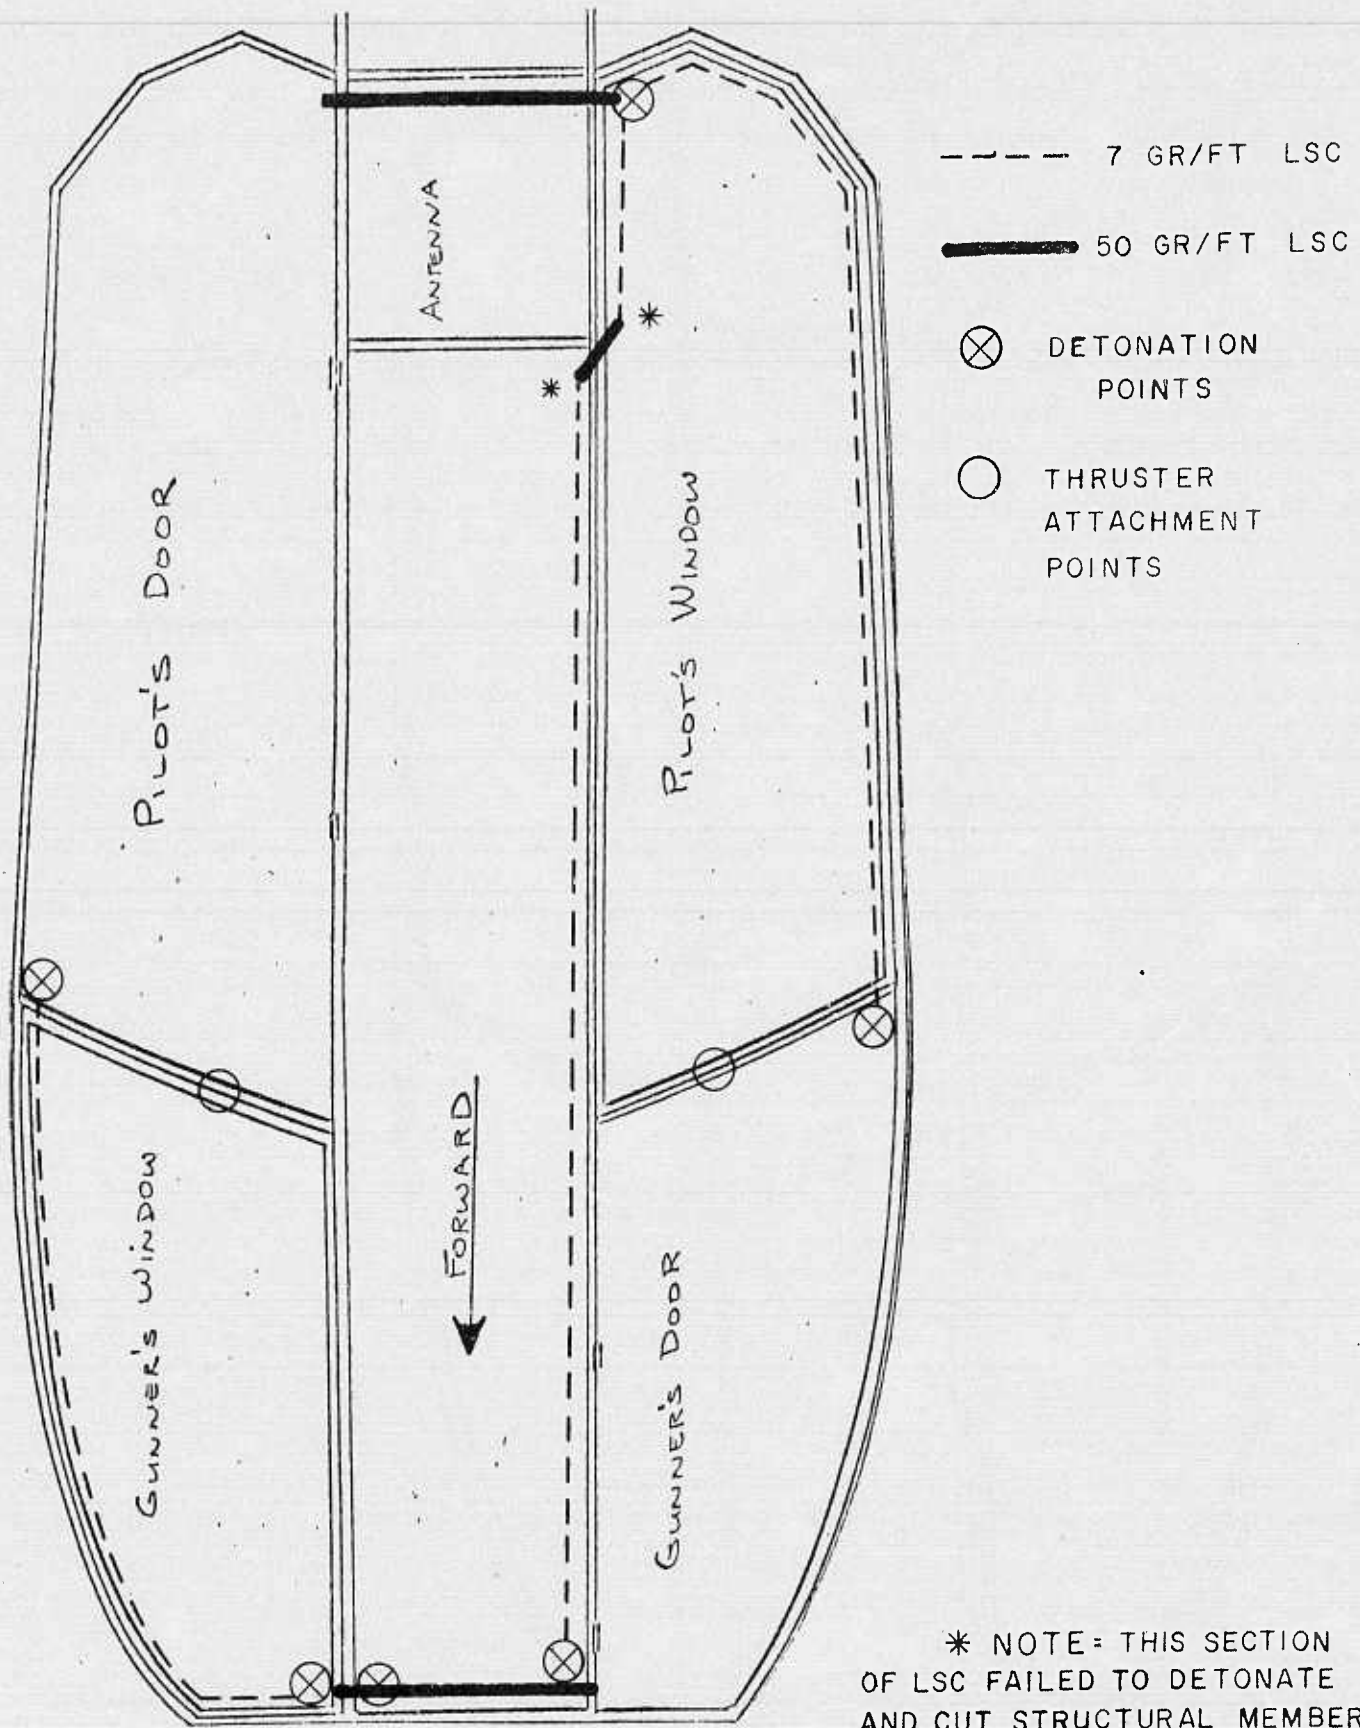 7 GR/FT LSC
50 GR/FT LSC
DETONATION
POINTS
THRUSTER
ATTACHMENT
POINTS
ANTENNA
PILOT'S DOOR
PILOT'S WINDOW
FORWARD
GUNNER'S WINDOW
GUNNER'S DOOR
*
*
* NOTE: THIS SECTION
OF LSC FAILED TO DETONATE
AND CUT STRUCTURAL MEMBER